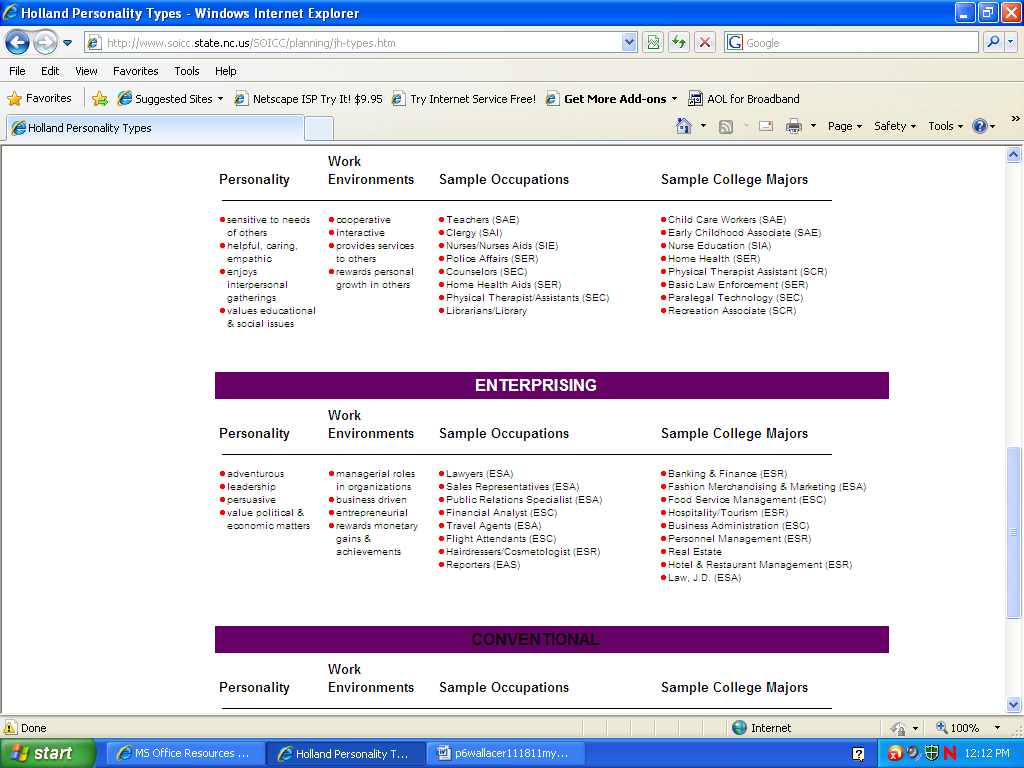 Holland Personality Types - Windows Internet Explorer
http://www.soicc.state.nc.us/SOICC/planning/jh-types.htm
Google
File Edit View Favorites Tools Help
Favorites Suggested Sites Netscape ISP Try It! $9.95 Try Internet Service Free! Get More Add-ons AOL for Broadband
Holland Personality Types
Page Safety Tools »
Work
Personality Environments Sample Occupations Sample College Majors
sensitive to needs cooperative Teachers (SAE) Child Care Workers (SAE)
of others interactive Clergy (SAI) Early Childhood Associate (SAE)
helpful, caring, provides services Nurses/Nurses Aids (SIE) Nurse Education (SIA)
empathic to others Police Affairs (SER) Home Health (SER)
enjoys rewards personal Counselors (SEC) Physical Therapist Assistant (SCR)
interpersonal growth in others Home Health Aids (SER) Basic Law Enforcement (SER)
gatherings Physical Therapist/Assistants (SEC) Paralegal Technology (SEC)
values educational Librarians/Library Recreation Associate (SCR)
& social issues
ENTERPRISING
Work
Personality Environments Sample Occupations Sample College Majors
adventurous managerial roles Lawyers (ESA) Banking & Finance (ESR)
leadership in organizations Sales Representatives (ESA) Fashion Merchandising & Marketing (ESA)
persuasive business driven Public Relations Specialist (ESA) Food Service Management (ESC)
value political & entrepreneurial Financial Analyst (ESC) Hospitality/Tourism (ESR)
economic matters rewards monetary Travel Agents (ESA) Business Administration (ESC)
gains & Flight Attendants (ESC) Personnel Management (ESR)
achievements Hairdressers/Cosmetologist (ESR) Real Estate
Reporters (EAS) Hotel & Restaurant Management (ESR)
Law, J.D. (ESA)
CONVENTIONAL
Work
Personality Environments Sample Occupations Sample College Majors
Done Internet 100%
start MS Office Resources ... Holland Personality T... p6wallacer111811my... 12:12 PM